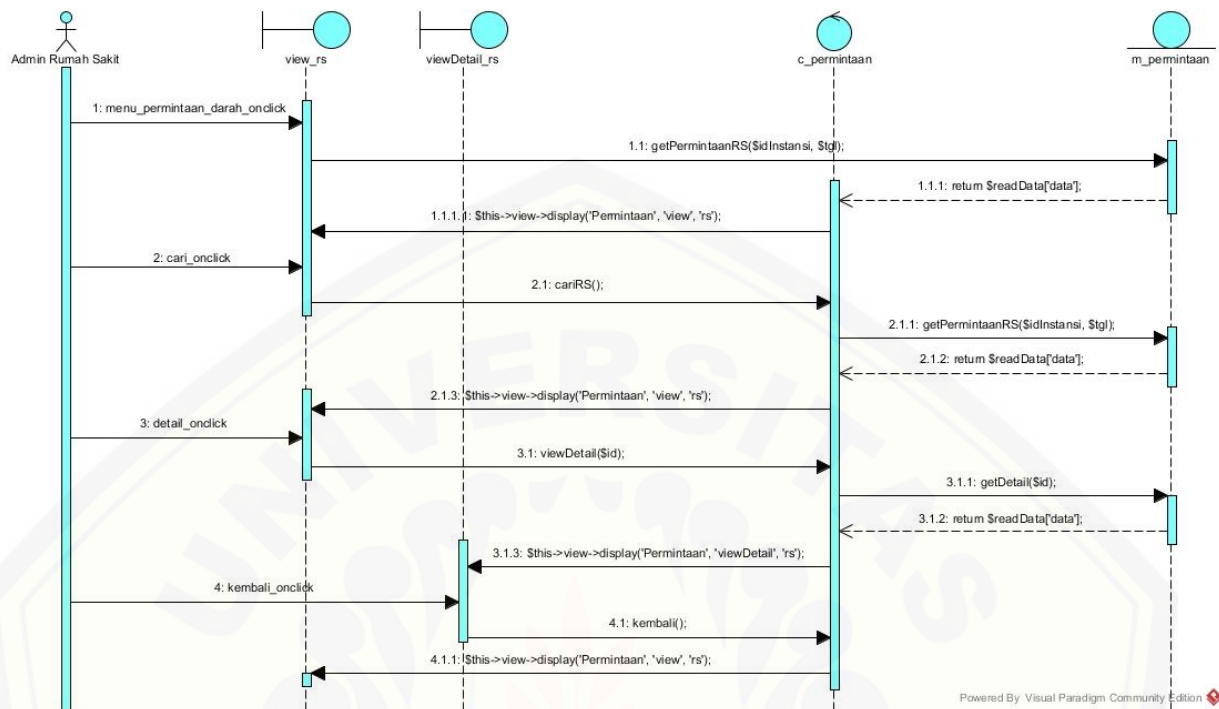 Admin Rumah Sakit
view_rs
viewDetail_rs
c_permintaan
m_permintaan
1: menu_permintaan_darah_onclick
1.1: getPermintaanRS($idInstansi, $tgl);
1.1.1: return $readData['data'];
1.1.1.1: $this->view->display('Permintaan', 'view', 'rs');
2: cari_onclick
2.1: cariRS();
2.1.1: getPermintaanRS($idInstansi, $tgl);
2.1.2: return $readData['data'];
2.1.3: $this->view->display('Permintaan', 'view', 'rs');
3: detail_onclick
3.1: viewDetail($id);
3.1.1: getDetail($id);
3.1.2: return $readData['data'];
3.1.3: $this->view->display('Permintaan', 'viewDetail', 'rs');
4: kembali_onclick
4.1: kembali();
4.1.1: $this->view->display('Permintaan', 'view', 'rs');
UNIVERSITAS
Powered By Visual Paradigm Community Edition